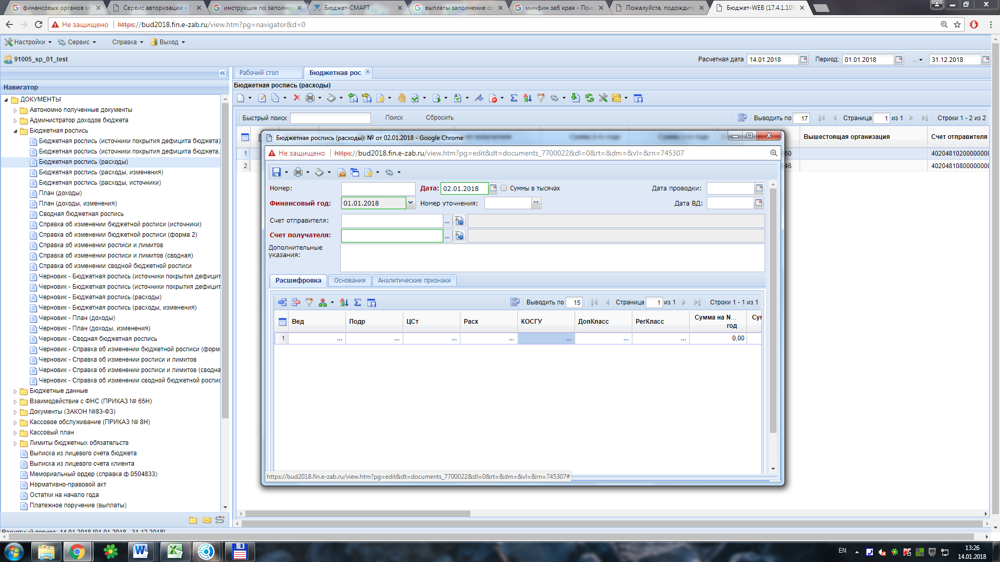 финансовых органов м
Сервис авторизации - Г
инструкция по заполне
Бюджет-СМАРТ
выплаты заполнение ос
минфин заб края - Пои
Пожалуйста, подождите
Бюджет-WEB (17.4.1.109
Не защищено https://bud2018.fin.e-zab.ru/view.htm?pg=navigator&d=0
Настройки Сервис Справка Выход
91005_sp_01_test
Расчетная дата 14.01.2018 Период: 01.01.2018 ... 31.12.2018
Навигатор
ДОКУМЕНТЫ
Автономно полученные документы
Администратор доходов бюджета
Бюджетная роспись
Бюджетная роспись (источники покрытия дефицита бюджета)
Бюджетная роспись (источники покрытия дефицита бюджета,
Бюджетная роспись (расходы)
Бюджетная роспись (расходы, изменения)
Бюджетная роспись (расходы, источники)
План (доходы)
План (доходы, изменения)
Сводная бюджетная роспись
Справка об изменении бюджетной росписи (источники)
Справка об изменении бюджетной росписи (форма 2)
Справка об изменении росписи и лимитов
Справка об изменении росписи и лимитов (сводная)
Справка об изменении сводной бюджетной росписи
Черновик - Бюджетная роспись (источники покрытия дефицит
Черновик - Бюджетная роспись (источники покрытия дефицит
Черновик - Бюджетная роспись (расходы)
Черновик - Бюджетная роспись (расходы, изменения)
Черновик - План (доходы)
Черновик - План (доходы, изменения)
Черновик - Сводная бюджетная роспись
Черновик - Справка об изменении бюджетной росписи (форм
Черновик - Справка об изменении росписи и лимитов
Черновик - Справка об изменении росписи и лимитов (сводна
Черновик - Справка об изменении сводной бюджетной роспис
Бюджетные данные
Взаимодействие с ФНС (ПРИКАЗ № 65Н)
Документы (ЗАКОН №83-ФЗ)
Кассовое обслуживание (ПРИКАЗ № 8Н)
Кассовый план
Лимиты бюджетных обязательств
Выписка из лицевого счета бюджета
Выписка из лицевого счета клиента
Мемориальный ордер (справка ф.0504833)
Нормативно-правовой акт
Остатки на начало года
Платежное поручение (выплаты)
Расчетный период: 14.01.2018 [01.01.2018 - 31.12.2018]
Рабочий стол Бюджетная рос
Бюджетная роспись (расходы)
Быстрый поиск Поиск Сбросить Выводить по 17 Страница 1 из 1 Строки 1 - 2 из 2
Вышестоящая организация Счет отправителя
1 60 40204810200000000
2 46 40204810800000000
Бюджетная роспись (расходы): № от 02.01.2018 - Google Chrome
Не защищено https://bud2018.fin.e-zab.ru/view.htm?pg=edit&dt=documents_7700022&dl=0&rt=&dm=&vl=&rn=745307
Номер: Дата: 02.01.2018 Суммы в тысячах Дата проводки:
Финансовый год: 01.01.2018 Номер уточнения: Дата ВД:
Счет отправителя: ...
Счет получателя: ...
Дополнительные
указания:
Расшифровка Основания Аналитические признаки
Выводить по 15 Страница 1 из 1 Строки 1 - 1 из 1
Вед Подр ЦСт Расх КОСГУ ДопКласс РегКласс Сумма на N... год Сум
1 ... ... ... ... ... ... ... 0,00
https://bud2018.fin.e-zab.ru/view.htm?pg=edit&dt=documents_7700022&dl=0&rt=&dm=&vl=&rn=745307#
EN
13:26
14.01.2018